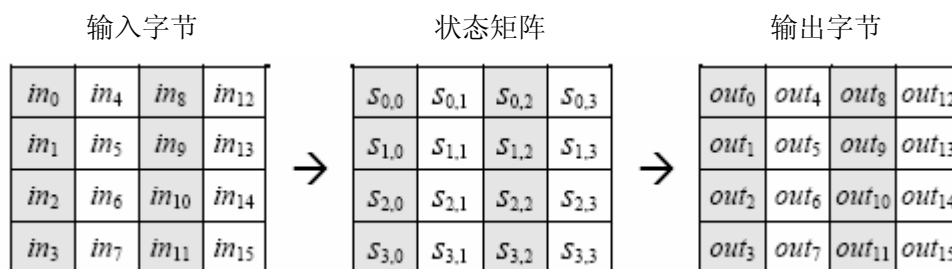 输入字节 状态矩阵 输出字节
in₀ in₄ in₈ in₁₂ S₀,₀ S₀,₁ S₀,₂ S₀,₃ out₀ out₄ out₈ out₁₂
in₁ in₅ in₉ in₁₃ → S₁,₀ S₁,₁ S₁,₂ S₁,₃ → out₁ out₅ out₉ out₁₃
in₂ in₆ in₁₀ in₁₄ S₂,₀ S₂,₁ S₂,₂ S₂,₃ out₂ out₆ out₁₀ out₁₄
in₃ in₇ in₁₁ in₁₅ S₃,₀ S₃,₁ S₃,₂ S₃,₃ out₃ out₇ out₁₁ out₁₅